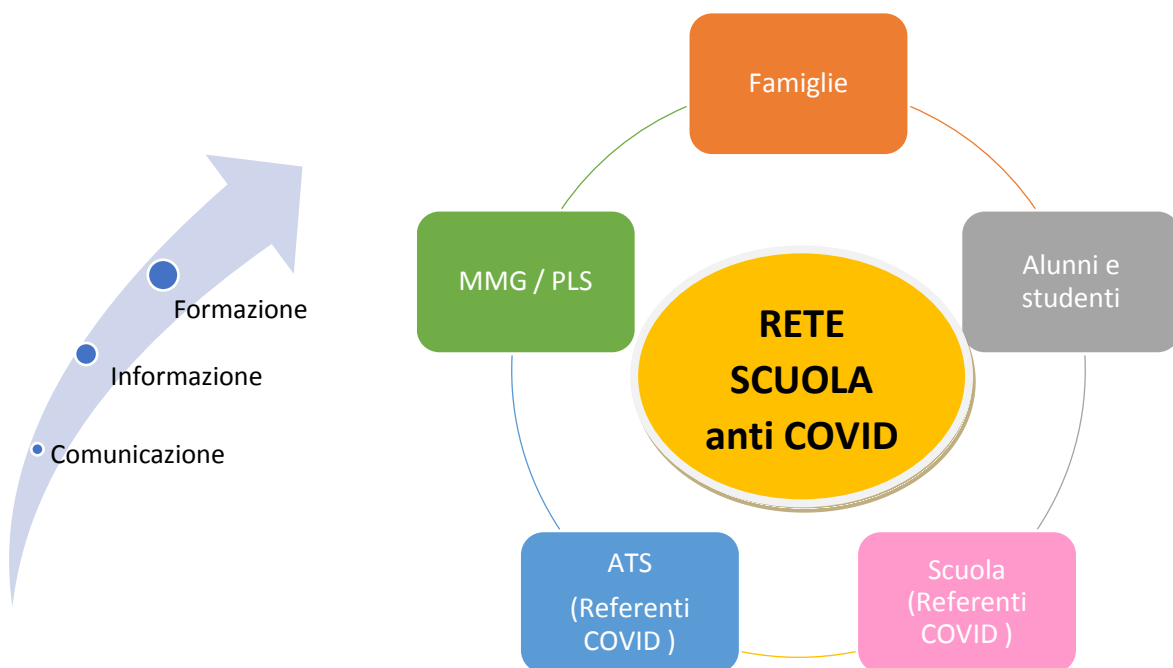 Famiglie
MMG / PLS
Alunni e
studenti
RETE
SCUOLA
anti COVID
ATS
(Referenti
COVID )
Scuola
(Referenti
COVID )
Formazione
Informazione
Comunicazione